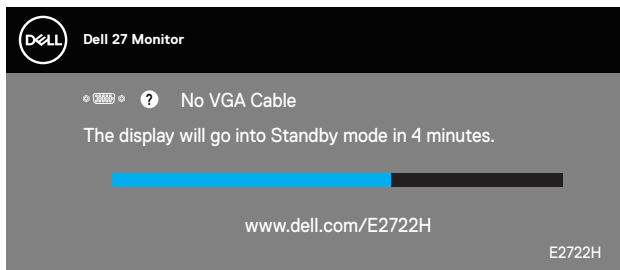 DELL
Dell 27 Monitor
? No VGA Cable
The display will go into Standby mode in 4 minutes.
www.dell.com/E2722H
E2722H